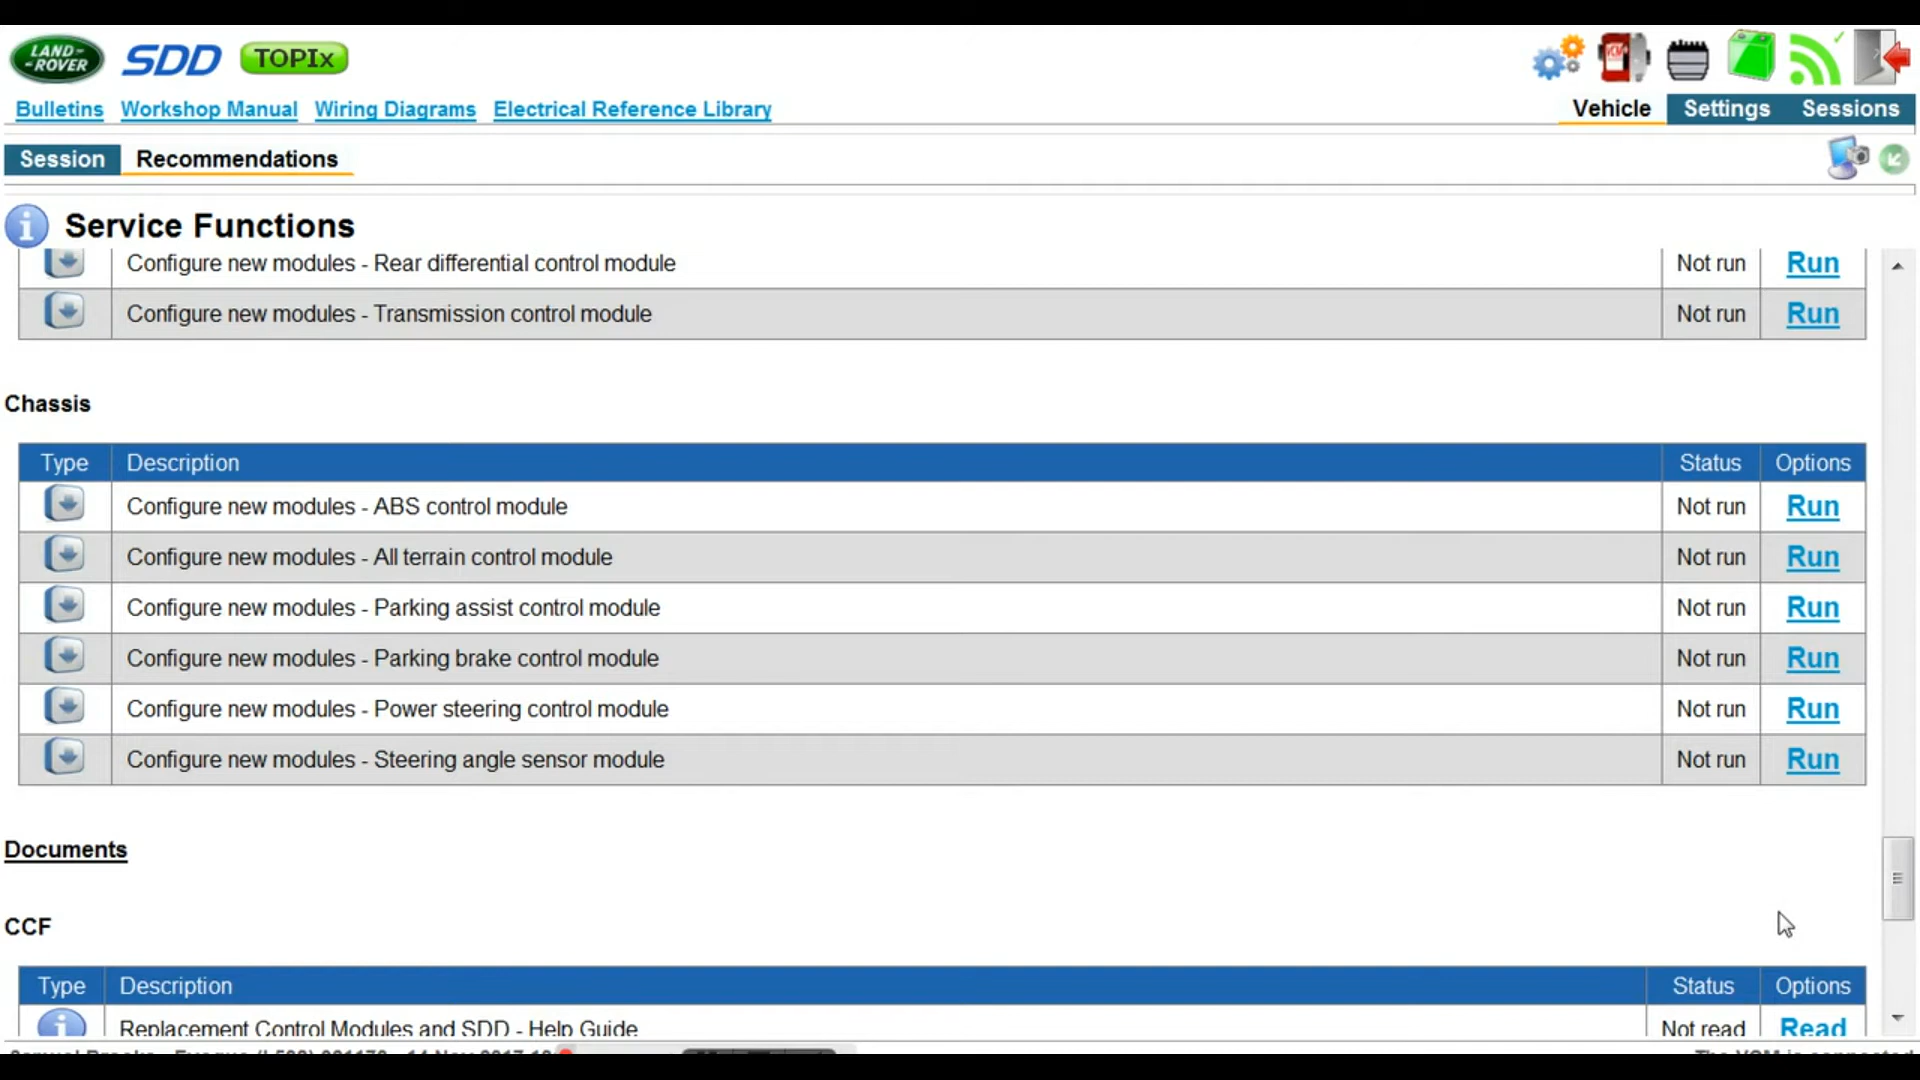 LAND-
-ROVER
SDD TOPIx
VCM
Bulletins Workshop Manual Wiring Diagrams Electrical Reference Library Vehicle Settings Sessions
Session Recommendations
Service Functions
Configure new modules - Rear differential control module Not run Run
Configure new modules - Transmission control module Not run Run
Chassis
Type Description Status Options
Configure new modules - ABS control module Not run Run
Configure new modules - All terrain control module Not run Run
Configure new modules - Parking assist control module Not run Run
Configure new modules - Parking brake control module Not run Run
Configure new modules - Power steering control module Not run Run
Configure new modules - Steering angle sensor module Not run Run
Documents
CCF
Type Description Status Options
Replacement Control Modules and SDD - Help Guide Not read Read
The VCM is connected